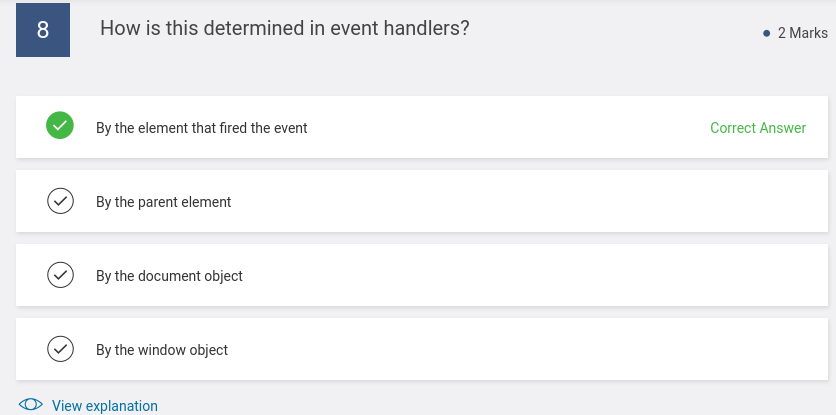 8
How is this determined in event handlers?
2 Marks
By the element that fired the event
Correct Answer
By the parent element
By the document object
By the window object
View explanation